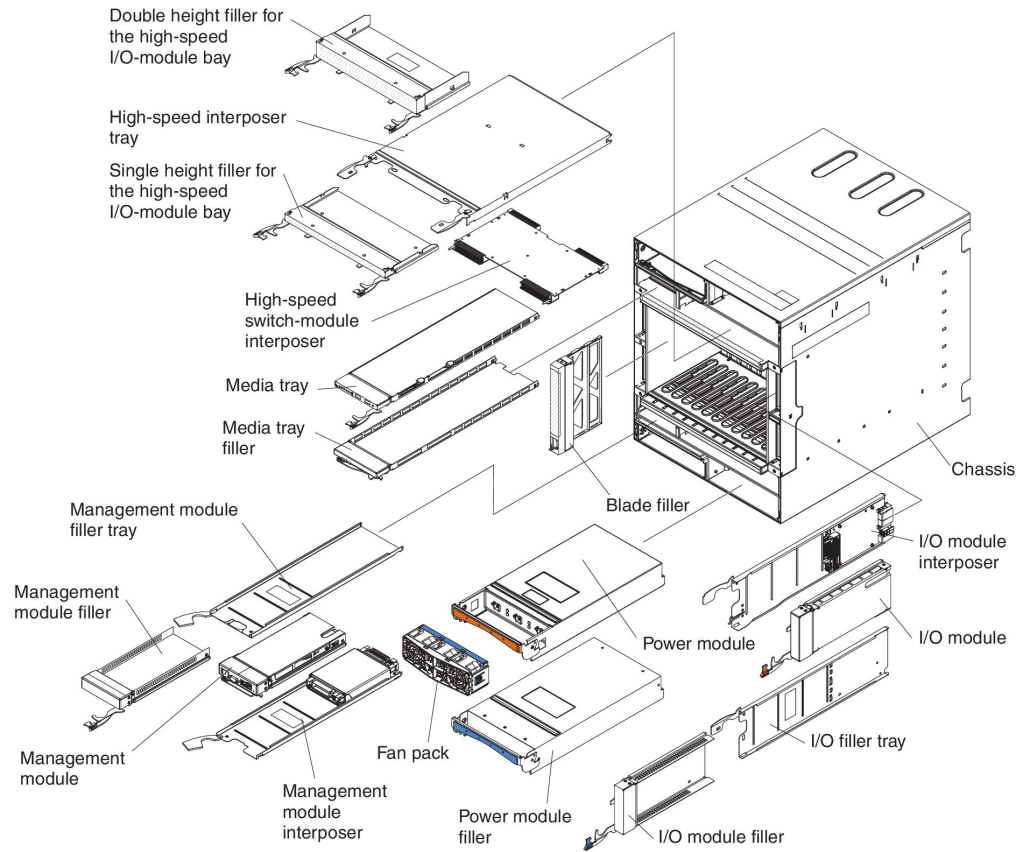 Double height filler for
the high-speed
I/O-module bay
High-speed interposer
tray
Single height filler for
the high-speed
I/O-module bay
High-speed
switch-module
interposer
Media tray
Media tray
filler
Chassis
Blade filler
Management module
filler tray
I/O module
interposer
Management
module filler
Power module
I/O module
I/O filler tray
Fan pack
Management
module
Management
module
interposer
Power module
filler
I/O module filler